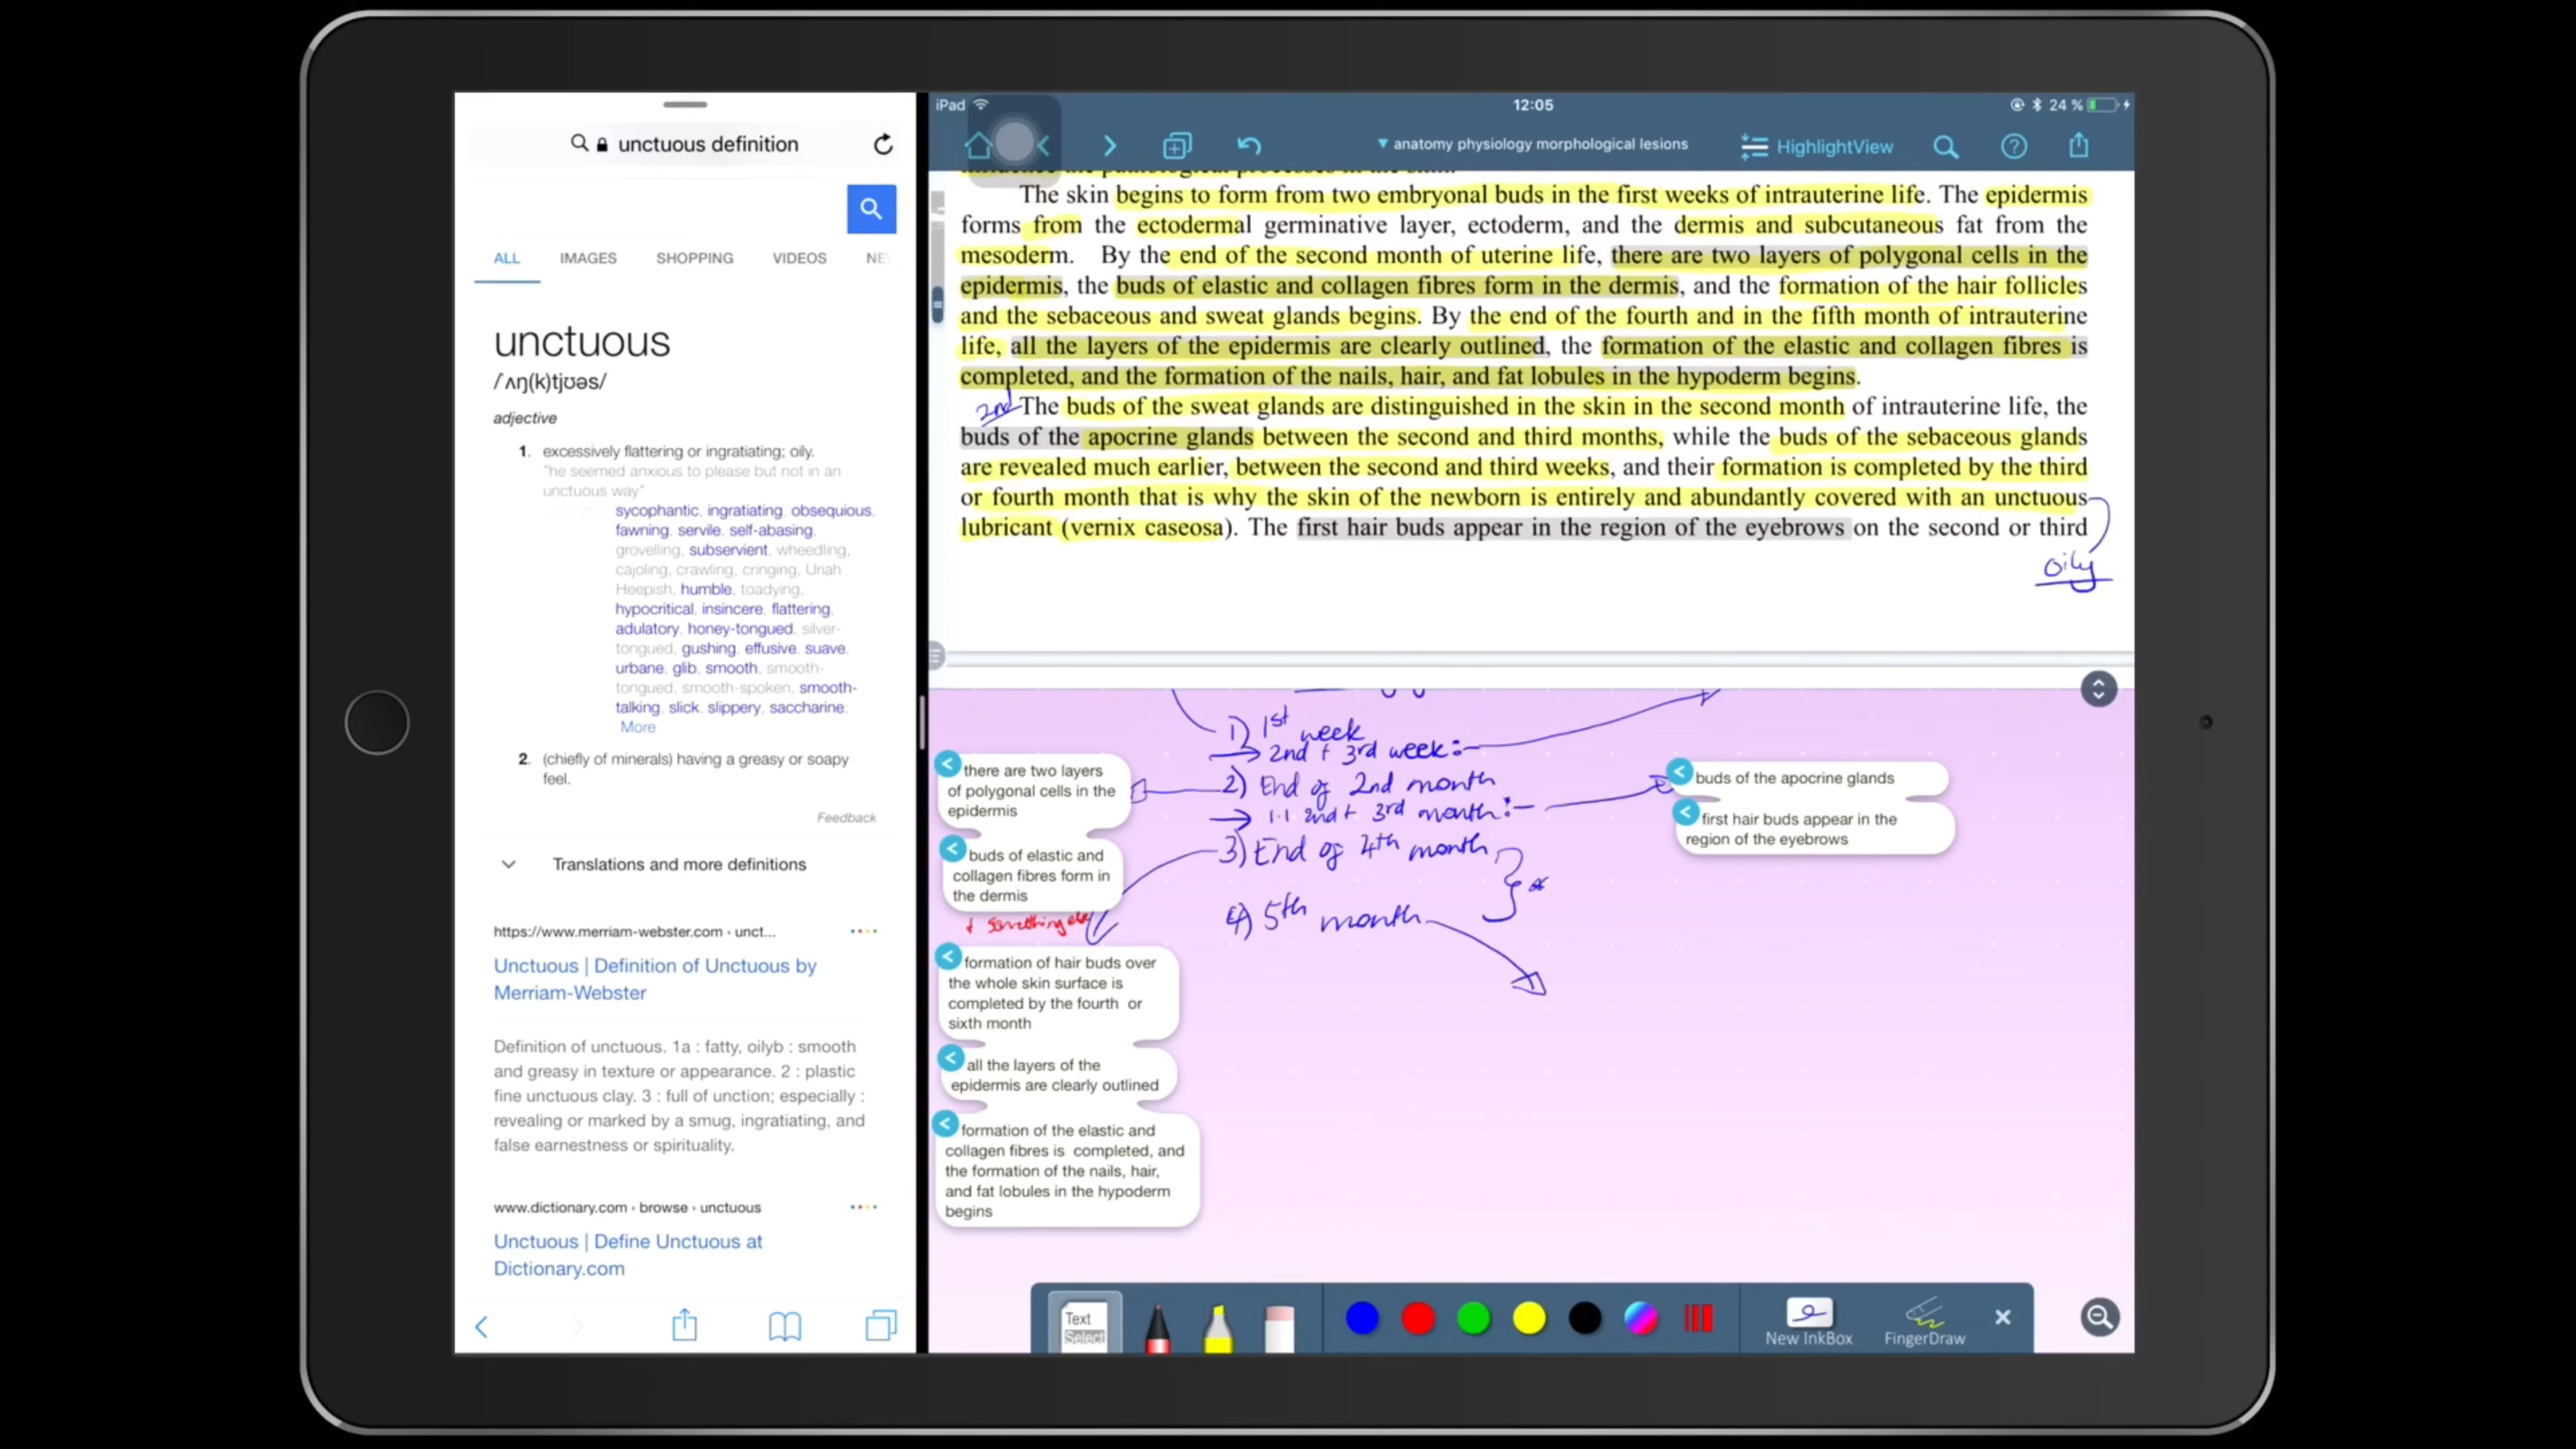 unctuous definition
ALL IMAGES SHOPPING VIDEOS NE
unctuous
/ˈʌŋ(k)tjʊəs/
adjective
1. excessively flattering or ingratiating; oily.
"he seemed anxious to please but not in an
unctuous way"
sycophantic, ingratiating, obsequious,
fawning, servile, self-abasing,
grovelling, subservient, wheedling,
cajoling, crawling, cringing, Uriah
Heepish, humble, toadying,
hypocritical, insincere, flattering,
adulatory, honey-tongued, silver-
tongued, gushing, effusive, suave,
urbane, glib, smooth, smooth-
tongued, smooth-spoken, smooth-
talking, slick, slippery, saccharine;
More
2. (chiefly of minerals) having a greasy or soapy
feel.
Feedback
Translations and more definitions
https://www.merriam-webster.com › unct...
Unctuous | Definition of Unctuous by
Merriam-Webster
Definition of unctuous. 1a : fatty, oilyb : smooth
and greasy in texture or appearance. 2 : plastic
fine unctuous clay. 3 : full of unction; especially :
revealing or marked by a smug, ingratiating, and
false earnestness or spirituality.
www.dictionary.com › browse › unctuous
Unctuous | Define Unctuous at
Dictionary.com
iPad 12:05 24 %
anatomy physiology morphological lesions HighlightView
The skin begins to form from two embryonal buds in the first weeks of intrauterine life. The epidermis
forms from the ectodermal germinative layer, ectoderm, and the dermis and subcutaneous fat from the
mesoderm. By the end of the second month of uterine life, there are two layers of polygonal cells in the
epidermis, the buds of elastic and collagen fibres form in the dermis, and the formation of the hair follicles
and the sebaceous and sweat glands begins. By the end of the fourth and in the fifth month of intrauterine
life, all the layers of the epidermis are clearly outlined, the formation of the elastic and collagen fibres is
completed, and the formation of the nails, hair, and fat lobules in the hypoderm begins.
2nd The buds of the sweat glands are distinguished in the skin in the second month of intrauterine life, the
buds of the apocrine glands between the second and third months, while the buds of the sebaceous glands
are revealed much earlier, between the second and third weeks, and their formation is completed by the third
or fourth month that is why the skin of the newborn is entirely and abundantly covered with an unctuous
lubricant (vernix caseosa). The first hair buds appear in the region of the eyebrows on the second or third
oily
1) 1st week
2nd + 3rd week:-
2) End of 2nd month
2nd + 3rd month:-
3) End of 4th month
4) 5th month
there are two layers
of polygonal cells in the
epidermis
buds of elastic and
collagen fibres form in
the dermis
+ something else
formation of hair buds over
the whole skin surface is
completed by the fourth or
sixth month
all the layers of the
epidermis are clearly outlined
formation of the elastic and
collagen fibres is completed, and
the formation of the nails, hair,
and fat lobules in the hypoderm
begins
buds of the apocrine glands
first hair buds appear in the
region of the eyebrows
Text
Select
New InkBox FingerDraw